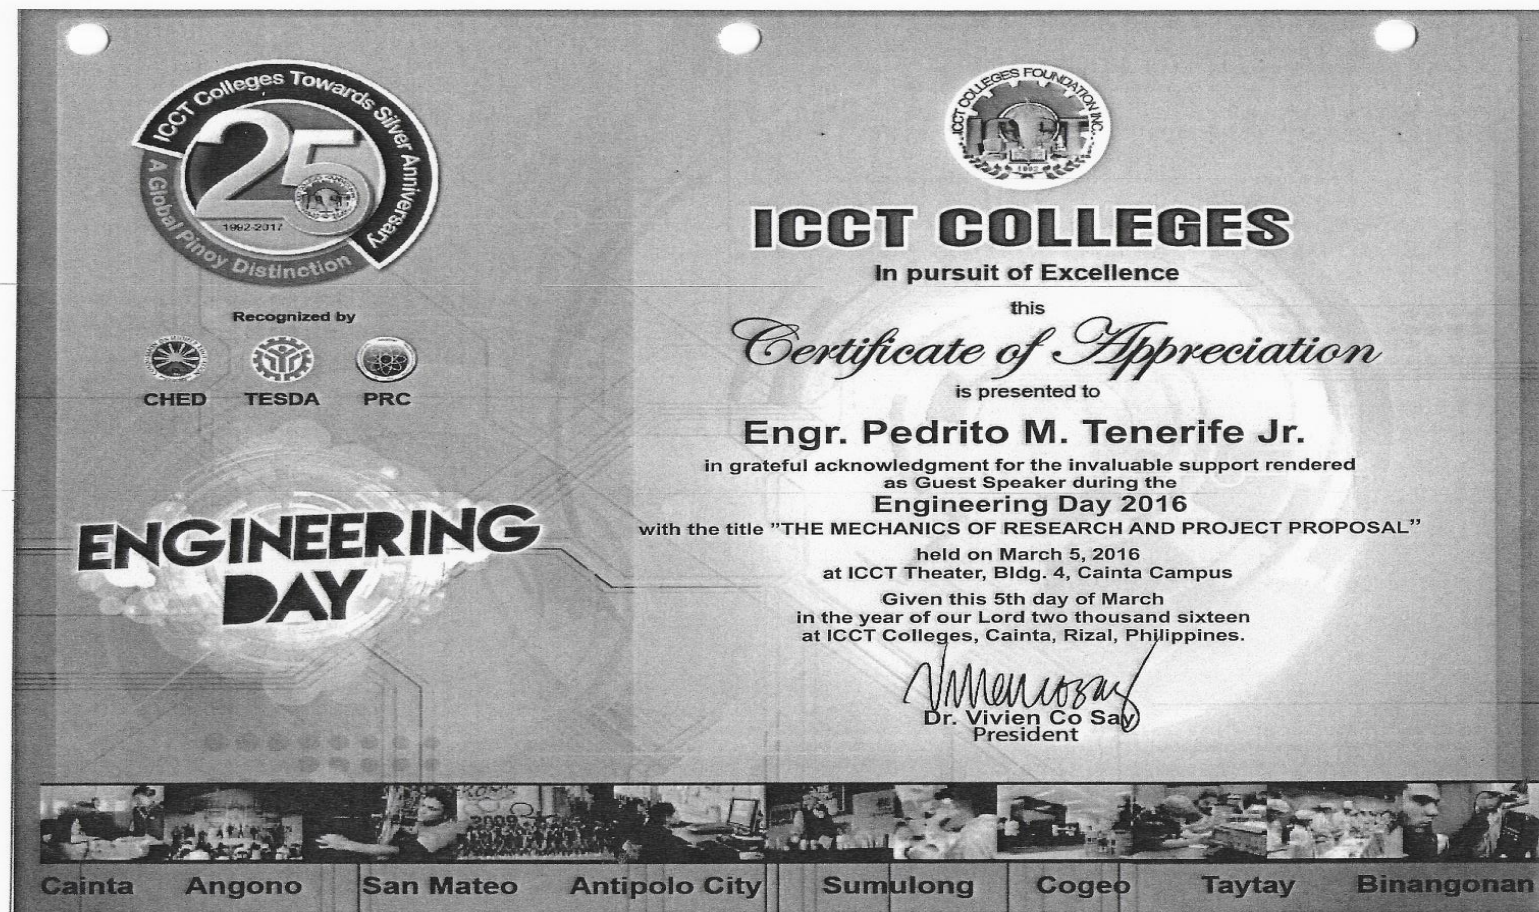 ICCT Colleges Towards Silver Anniversary
25
1992-2017
A Global Pinoy Distinction
Recognized by
CHED TESDA PRC
ENGINEERING
DAY
ICCT COLLEGES FOUNDATION INC.
1992
ICCT COLLEGES
In pursuit of Excellence
this
Certificate of Appreciation
is presented to
Engr. Pedrito M. Tenerife Jr.
in grateful acknowledgment for the invaluable support rendered
as Guest Speaker during the
Engineering Day 2016
with the title "THE MECHANICS OF RESEARCH AND PROJECT PROPOSAL"
held on March 5, 2016
at ICCT Theater, Bldg. 4, Cainta Campus
Given this 5th day of March
in the year of our Lord two thousand sixteen
at ICCT Colleges, Cainta, Rizal, Philippines.
Dr. Vivien Co Say
President
Cainta Angono San Mateo Antipolo City Sumulong Cogeo Taytay Binangonan